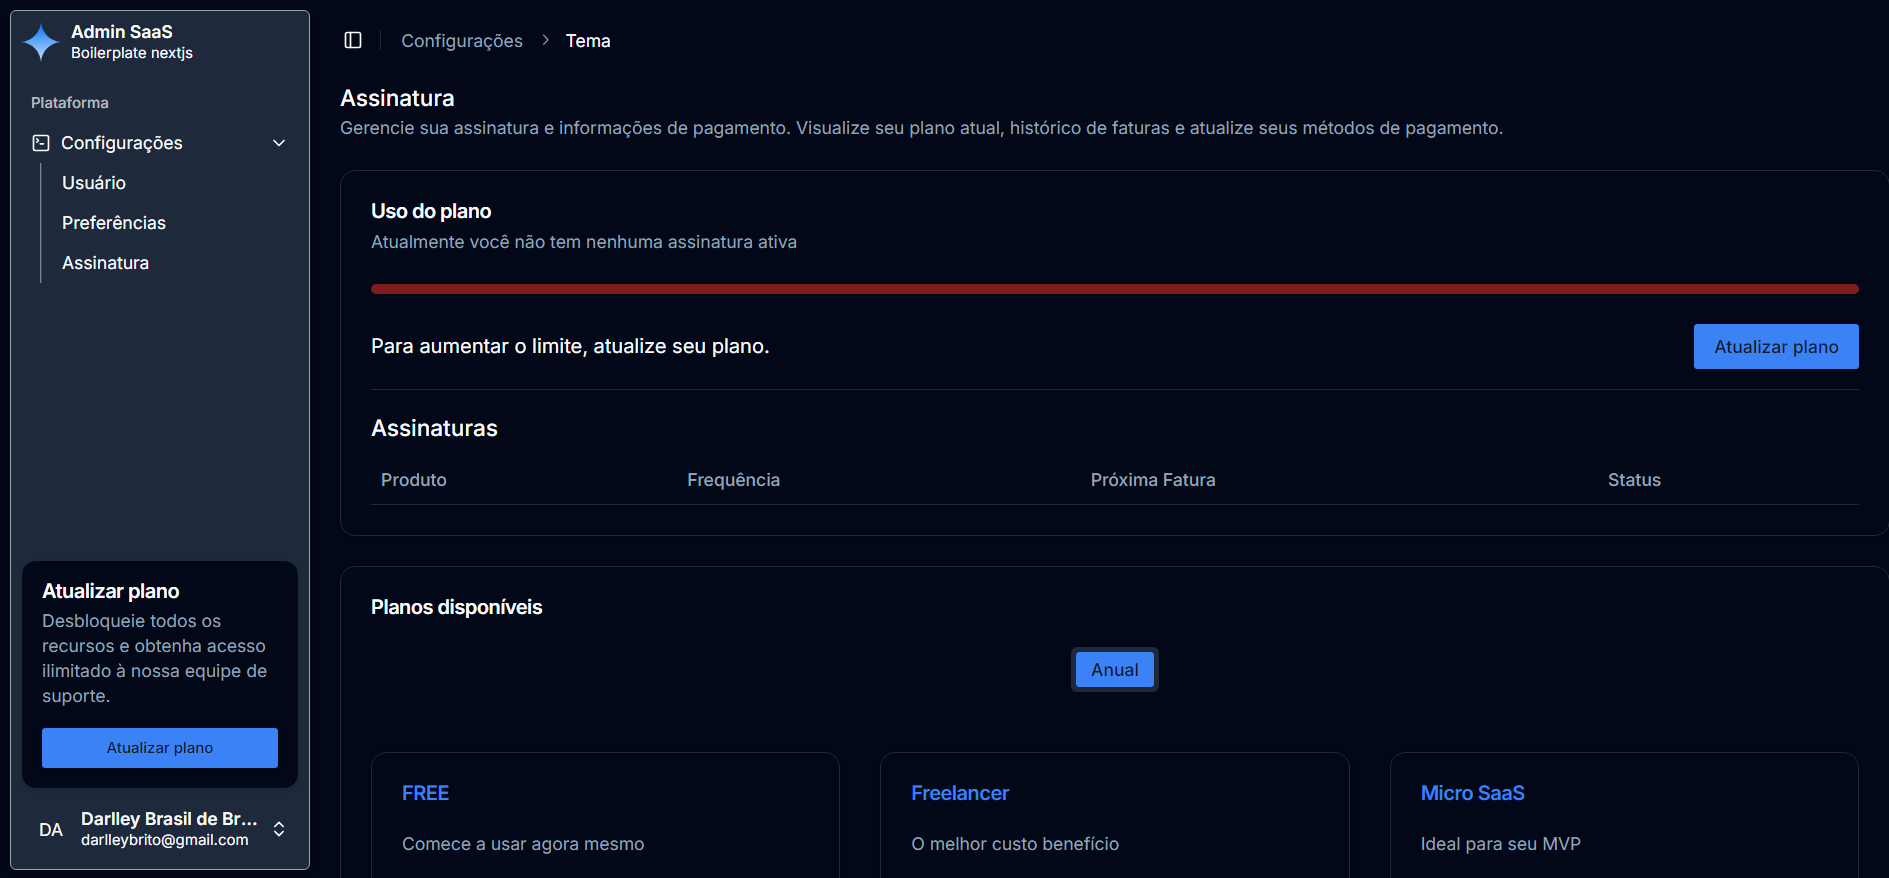 Admin SaaS
Boilerplate nextjs
Plataforma
Configurações
Usuário
Preferências
Assinatura
Atualizar plano
Desbloqueie todos os
recursos e obtenha acesso
ilimitado à nossa equipe de
suporte.
Atualizar plano
DA
Darlley Brasil de Br...
darlleybrito@gmail.com
Configurações > Tema
Assinatura
Gerencie sua assinatura e informações de pagamento. Visualize seu plano atual, histórico de faturas e atualize seus métodos de pagamento.
Uso do plano
Atualmente você não tem nenhuma assinatura ativa
Para aumentar o limite, atualize seu plano.
Atualizar plano
Assinaturas
Produto Frequência Próxima Fatura Status
Planos disponíveis
Anual
FREE
Comece a usar agora mesmo
Freelancer
O melhor custo benefício
Micro SaaS
Ideal para seu MVP